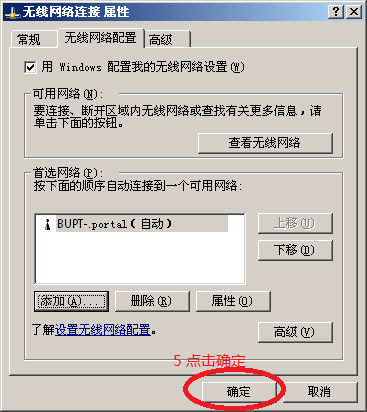 无线网络连接 属性
常规 无线网络配置 高级
用 Windows 配置我的无线网络设置(W)
可用网络(N):
要连接、断开区域内无线网络或查找有关更多信息，请
单击下面的按钮。
查看无线网络
首选网络(P):
按下面的顺序自动连接到一个可用网络:
BUPT-.portal (自动)
上移(U)
下移(D)
添加(A)... 删除(R) 属性(O)
了解设置无线网络配置。
高级(V)
5 点击确定
确定 取消